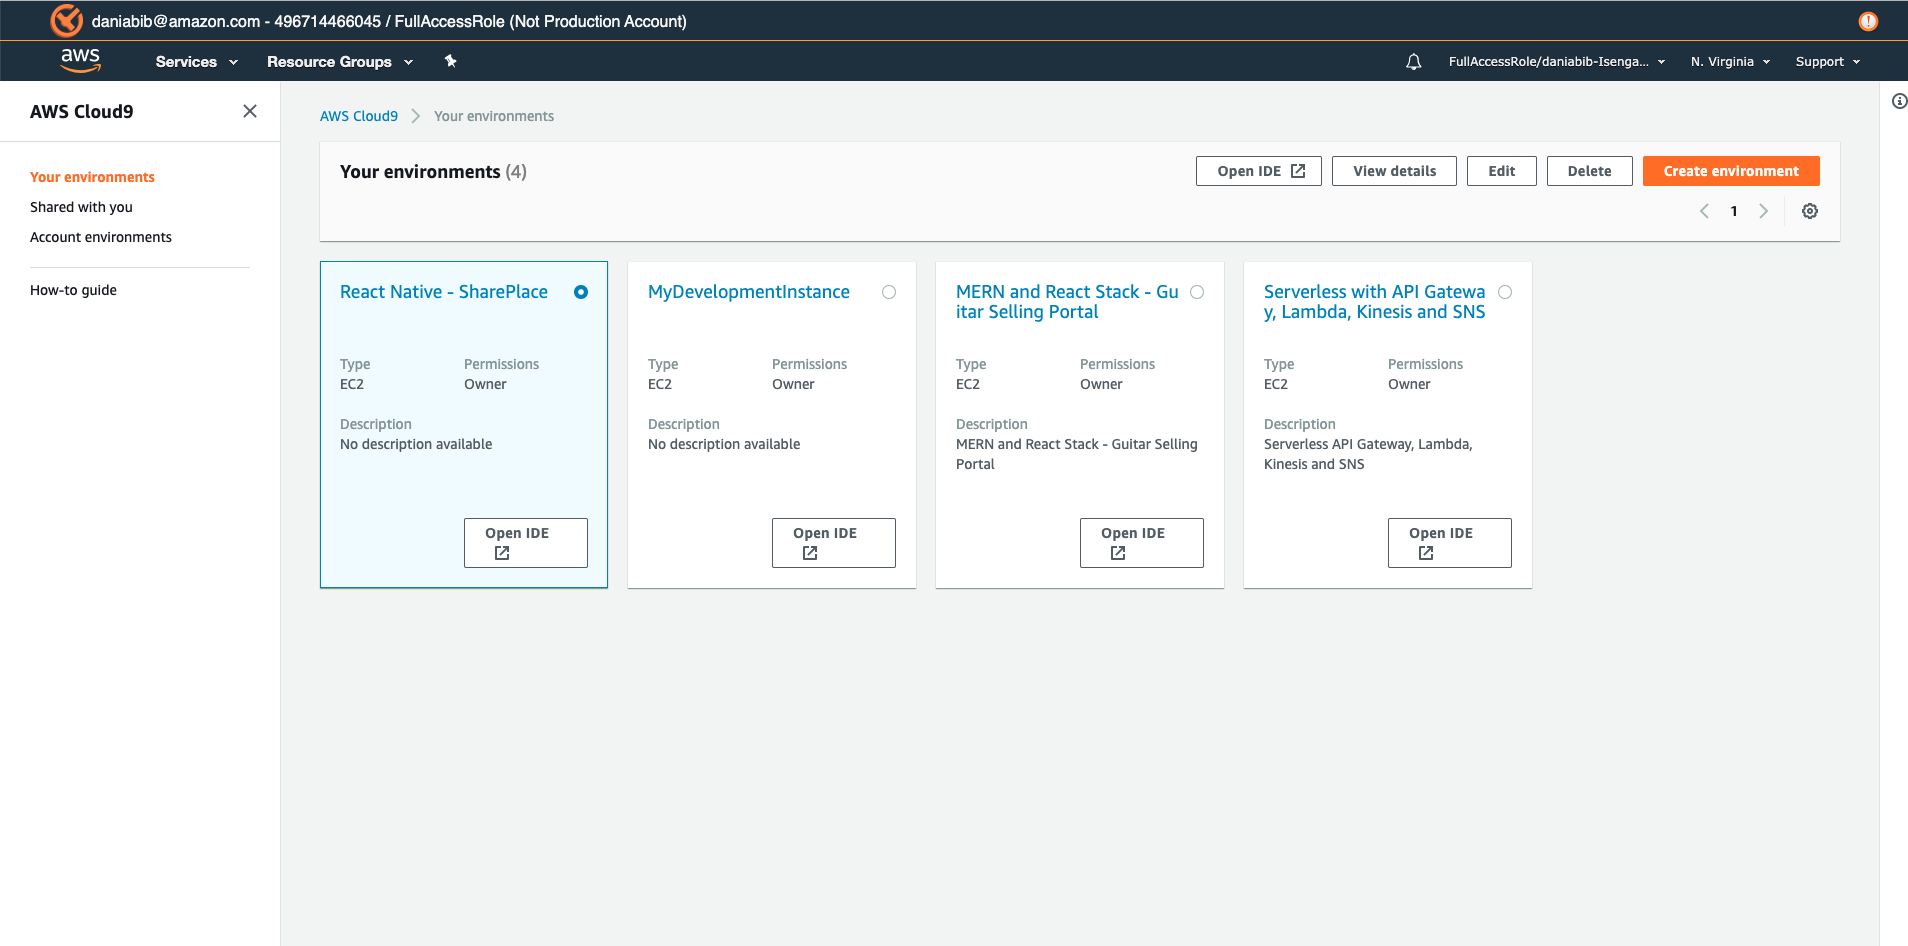 daniabib@amazon.com - 496714466045 / FullAccessRole (Not Production Account)
aws
Services
Resource Groups
FullAccessRole/daniabib-Isenga...
N. Virginia
Support
AWS Cloud9
Your environments
Shared with you
Account environments
How-to guide
AWS Cloud9
Your environments
Your environments (4)
Open IDE
View details
Edit
Delete
Create environment
1
React Native - SharePlace
Type
Permissions
EC2
Owner
Description
No description available
Open IDE
MyDevelopmentInstance
Type
Permissions
EC2
Owner
Description
No description available
Open IDE
MERN and React Stack - Gu
itar Selling Portal
Type
Permissions
EC2
Owner
Description
MERN and React Stack - Guitar Selling
Portal
Open IDE
Serverless with API Gatewa
y, Lambda, Kinesis and SNS
Type
Permissions
EC2
Owner
Description
Serverless API Gateway, Lambda,
Kinesis and SNS
Open IDE